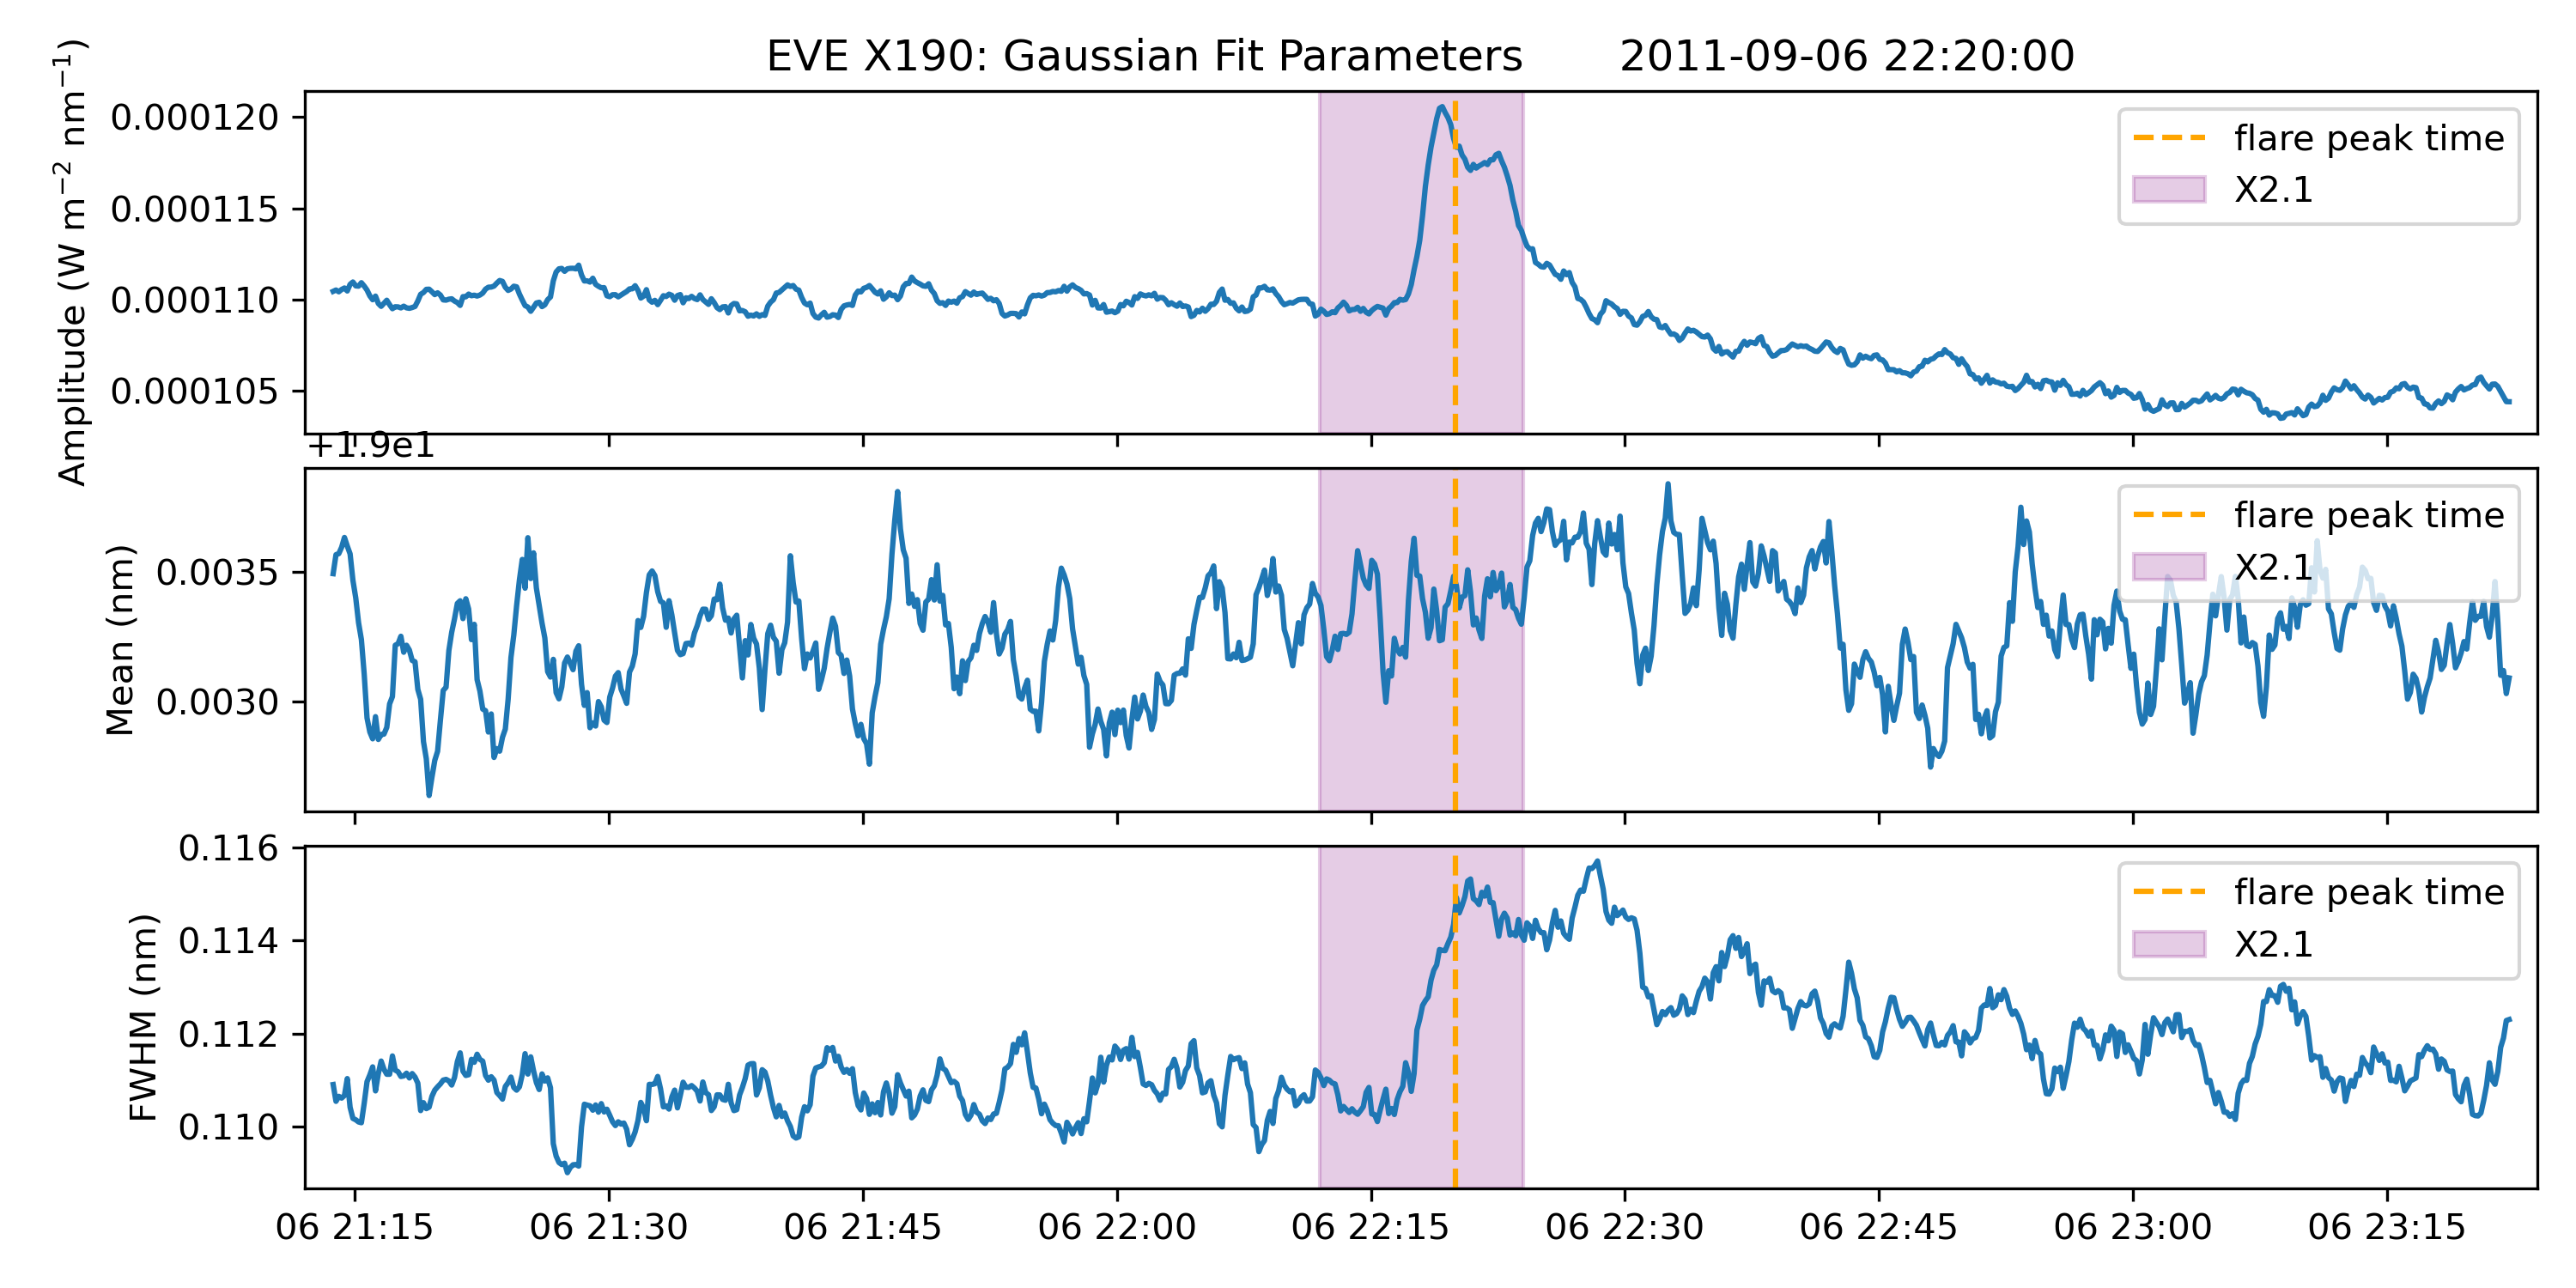 EVE X190: Gaussian Fit Parameters 2011-09-06 22:20:00
Amplitude (W m⁻² nm⁻¹)
0.000120
0.000115
0.000110
0.000105
flare peak time
X2.1
+1.9e1
Mean (nm)
0.0035
0.0030
flare peak time
X2.1
FWHM (nm)
0.116
0.114
0.112
0.110
flare peak time
X2.1
06 21:15 06 21:30 06 21:45 06 22:00 06 22:15 06 22:30 06 22:45 06 23:00 06 23:15